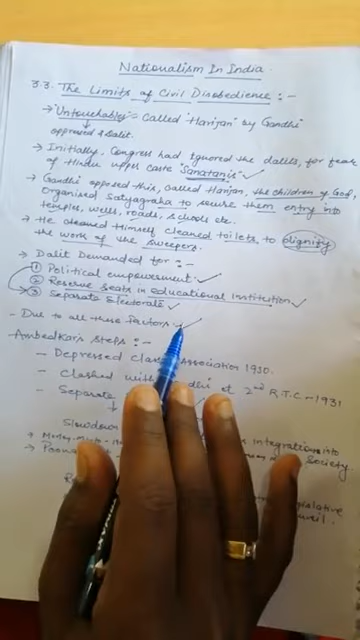 Nationalism In India
3.3. The Limits of Civil Disobedience :-
→ "Untouchables" - called "Harijan" by Gandhi
oppressed & Dalit.
→ Initially, Congress had ignored the dalits, for fear
of Hindu upper caste "Sanatanis"
→ Gandhi opposed this, called Harijan, the children of God,
Organised Satyagraha to secure them entry into
temples, wells, roads, schools etc.
→ He cleaned Himself cleaned toilets to dignify
the work of the sweepers.
→ Dalit Demanded for :-
① Political empowerment
② Reserve seats in educational institution
③ Separate Electorate
- Due to all these factors
Ambedkar's steps :-
- Depressed Class Association 1930.
- Clashed with Gandhi at 2nd R.T.C - 1931
- Separate
↓
Slowdown integrations into
Society
→ Poona